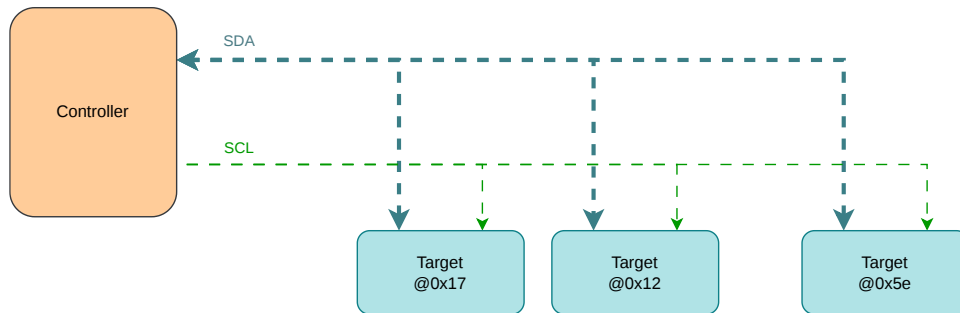 SDA
Controller
SCL
Target
@0x17
Target
@0x12
Target
@0x5e